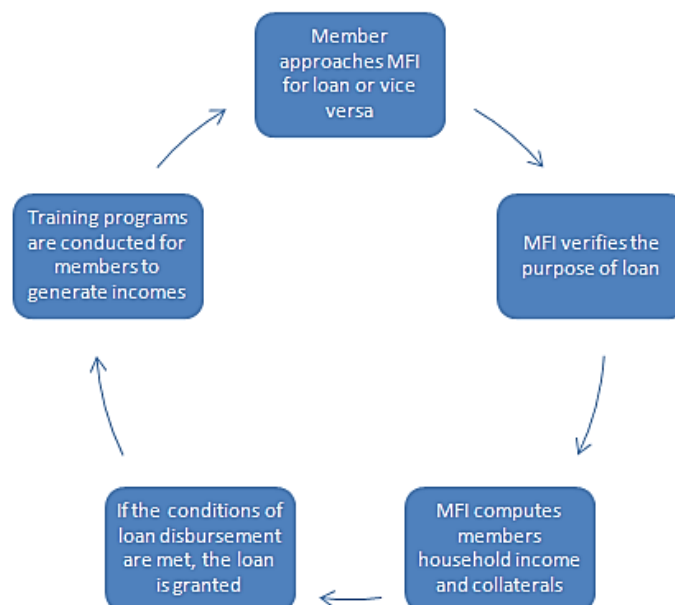 Member
approaches MFI
for loan or vice
versa
MFI verifies the
purpose of loan
MFI computes
members
household income
and collaterals
If the conditions of
loan disbursement
are met, the loan
is granted
Training programs
are conducted for
members to
generate incomes